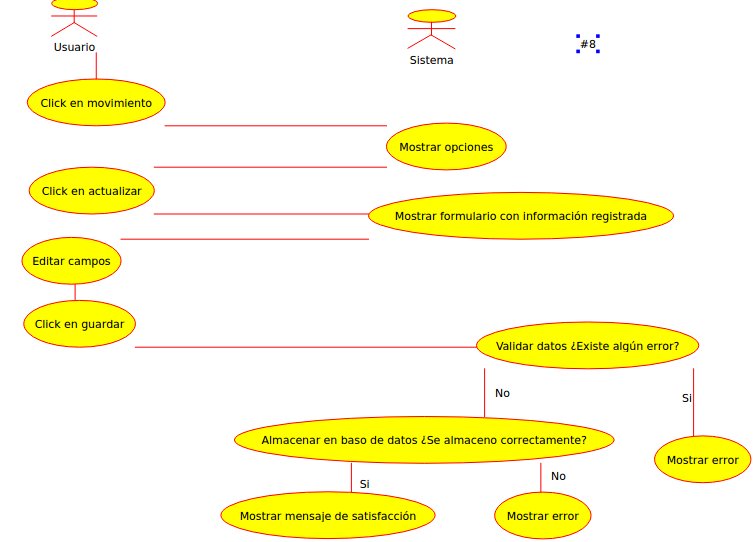 Usuario
Sistema
#8
Click en movimiento
Mostrar opciones
Click en actualizar
Mostrar formulario con información registrada
Editar campos
Click en guardar
Validar datos ¿Existe algún error?
No
Si
Almacenar en baso de datos ¿Se almaceno correctamente?
Mostrar error
Si
No
Mostrar mensaje de satisfacción
Mostrar error